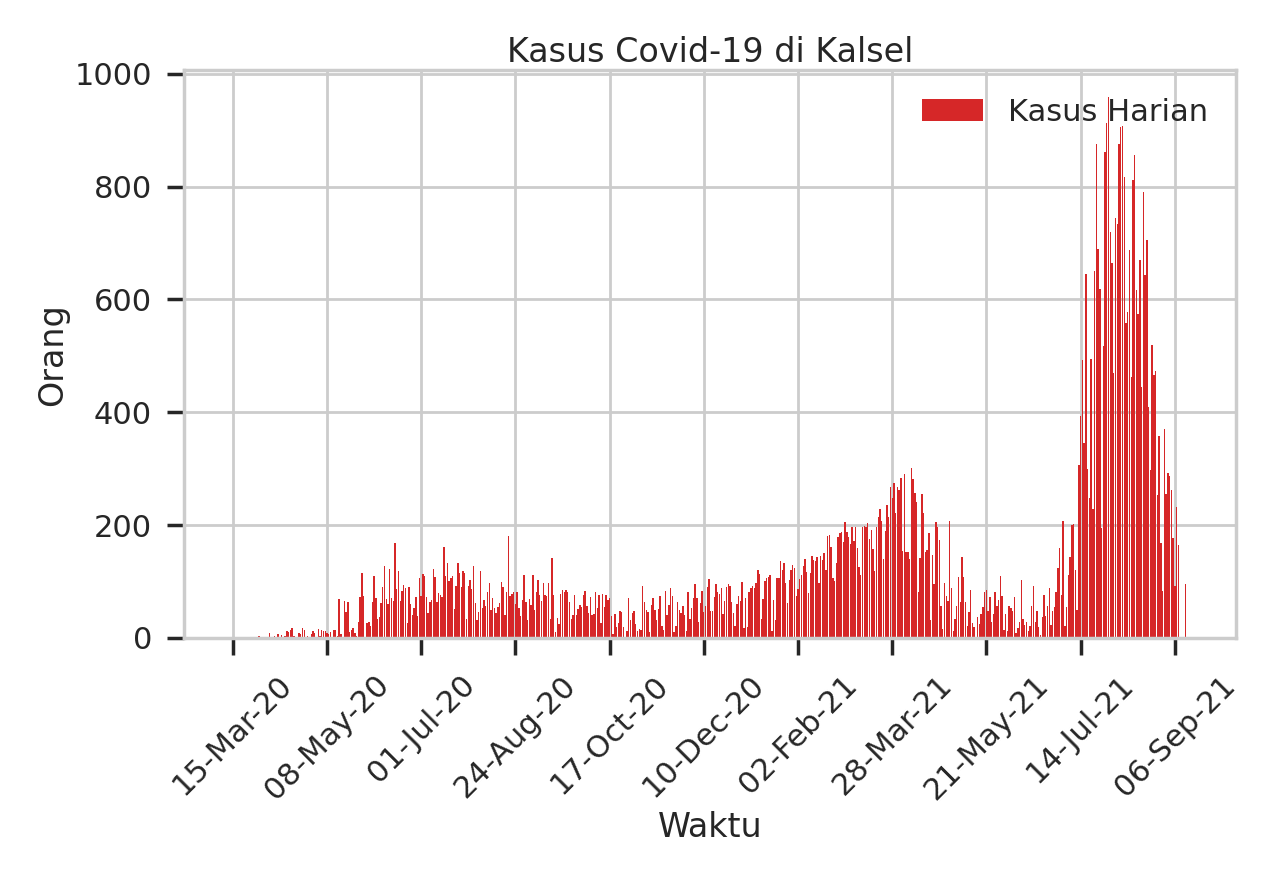 Kasus Covid-19 di Kalsel
Kasus Harian
1000
800
600
400
200
0
Orang
15-Mar-20
08-May-20
01-Jul-20
24-Aug-20
17-Oct-20
10-Dec-20
02-Feb-21
28-Mar-21
21-May-21
14-Jul-21
06-Sep-21
Waktu